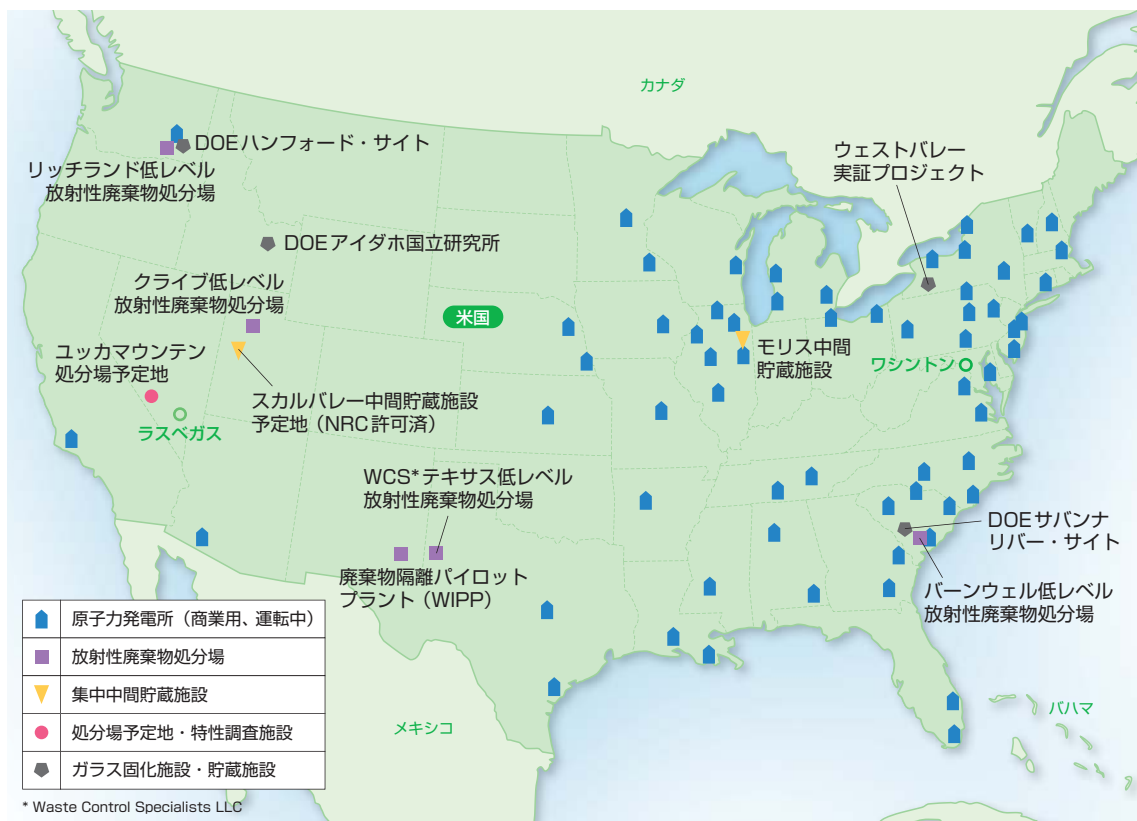 カナダ
DOEハンフォード・サイト
リッチランド低レベル
放射性廃棄物処分場
ウェストバレー
実証プロジェクト
DOEアイダホ国立研究所
クライブ低レベル
放射性廃棄物処分場
米国
ユッカマウンテン
処分場予定地
モリス中間
貯蔵施設
ワシントン
スカルバレー中間貯蔵施設
予定地（NRC許可済）
ラスベガス
WCS*テキサス低レベル
放射性廃棄物処分場
DOEサバンナ
リバー・サイト
廃棄物隔離パイロット
プラント（WIPP）
バーンウェル低レベル
放射性廃棄物処分場
原子力発電所（商業用、運転中）
放射性廃棄物処分場
集中中間貯蔵施設
処分場予定地・特性調査施設
ガラス固化施設・貯蔵施設
メキシコ
バハマ
* Waste Control Specialists LLC